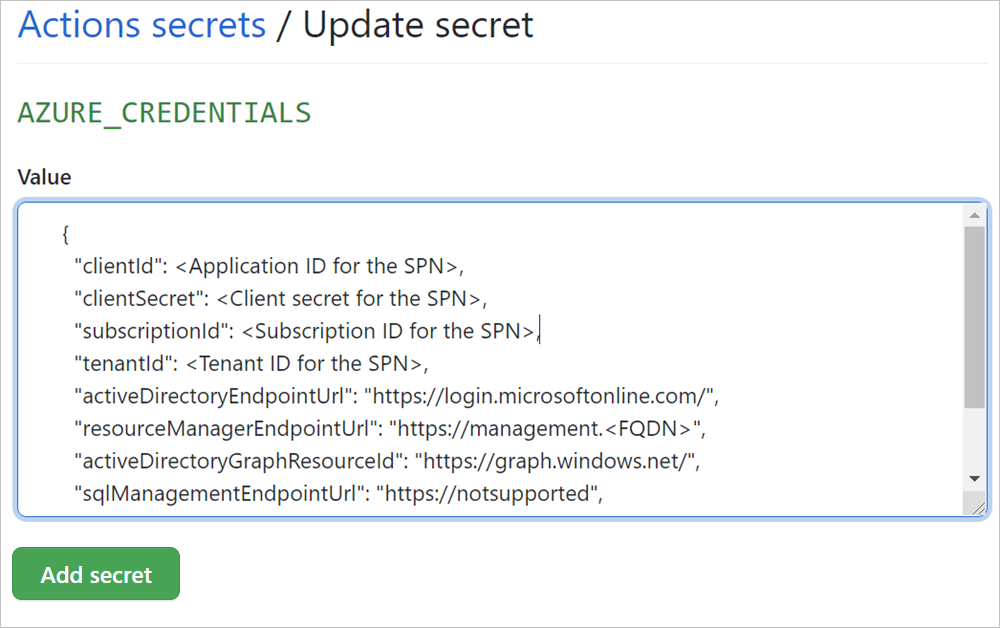 Actions secrets / Update secret
AZURE_CREDENTIALS
Value
{
"clientId": <Application ID for the SPN>,
"clientSecret": <Client secret for the SPN>,
"subscriptionId": <Subscription ID for the SPN>,
"tenantId": <Tenant ID for the SPN>,
"activeDirectoryEndpointUrl": "https://login.microsoftonline.com/",
"resourceManagerEndpointUrl": "https://management.<FQDN>",
"activeDirectoryGraphResourceId": "https://graph.windows.net/",
"sqlManagementEndpointUrl": "https://notsupported",
Add secret